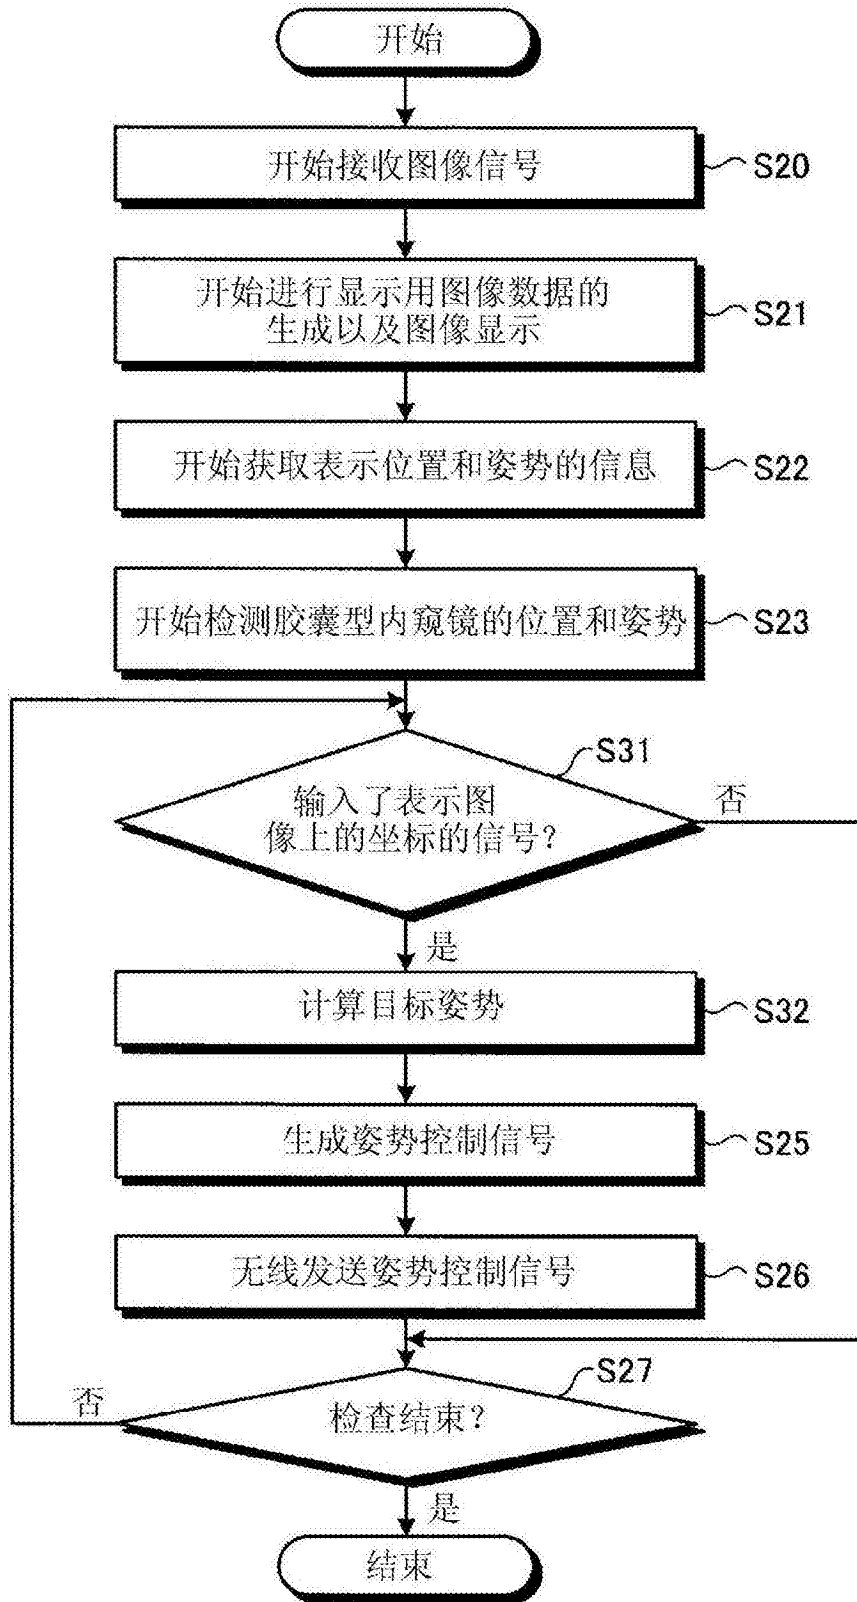 开始
开始接收图像信号
S20
开始进行显示用图像数据的
生成以及图像显示
S21
开始获取表示位置和姿势的信息
S22
开始检测胶囊型内窥镜的位置和姿势
S23
S31
输入了表示图
像上的坐标的信号?
否
是
计算目标姿势
S32
生成姿势控制信号
S25
无线发送姿势控制信号
S26
S27
否
检查结束?
是
结束